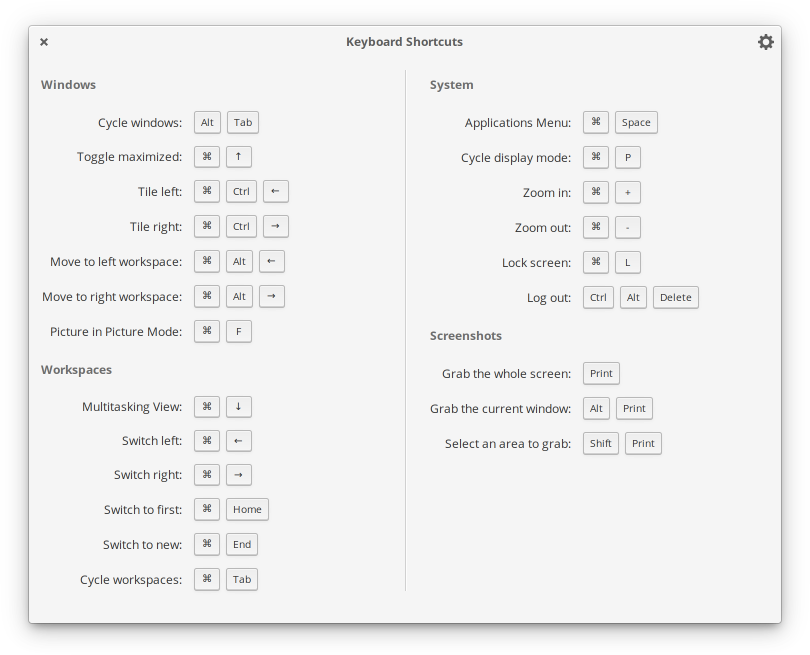 Keyboard Shortcuts
Windows
Cycle windows: Alt Tab
Toggle maximized: ⌘ ↑
Tile left: ⌘ Ctrl ←
Tile right: ⌘ Ctrl →
Move to left workspace: ⌘ Alt ←
Move to right workspace: ⌘ Alt →
Picture in Picture Mode: ⌘ F
Workspaces
Multitasking View: ⌘ ↓
Switch left: ⌘ ←
Switch right: ⌘ →
Switch to first: ⌘ Home
Switch to new: ⌘ End
Cycle workspaces: ⌘ Tab
System
Applications Menu: ⌘ Space
Cycle display mode: ⌘ P
Zoom in: ⌘ +
Zoom out: ⌘ -
Lock screen: ⌘ L
Log out: Ctrl Alt Delete
Screenshots
Grab the whole screen: Print
Grab the current window: Alt Print
Select an area to grab: Shift Print